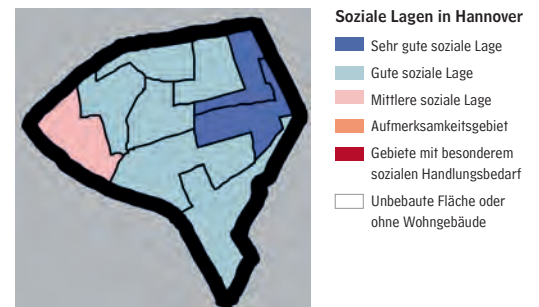 Soziale Lagen in Hannover
Sehr gute soziale Lage
Gute soziale Lage
Mittlere soziale Lage
Aufmerksamkeitsgebiet
Gebiete mit besonderem
sozialen Handlungsbedarf
Unbebaute Fläche oder
ohne Wohngebäude